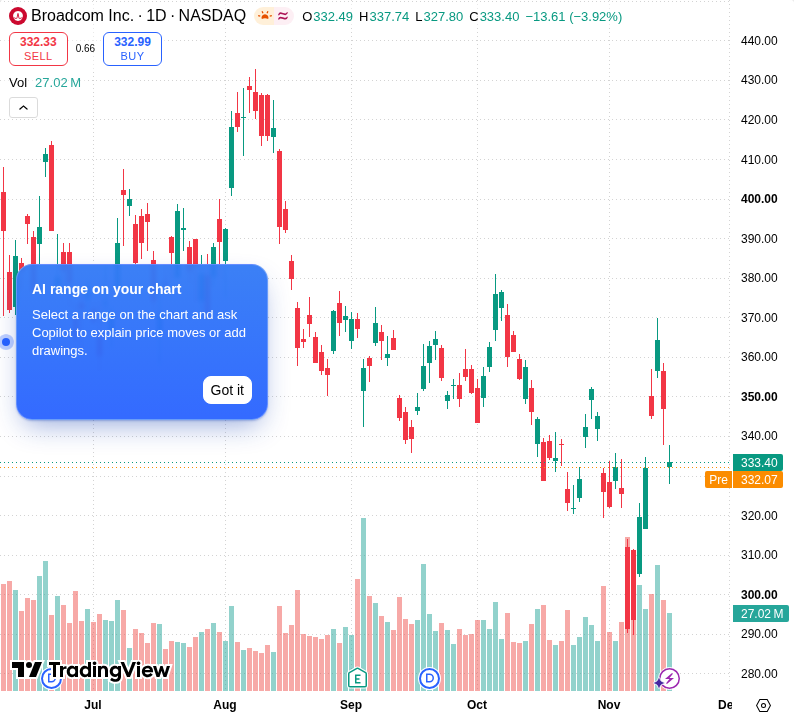 Broadcom Inc. · 1D · NASDAQ
O332.49 H337.74 L327.80 C333.40 −13.61 (−3.92%)
332.33
SELL
0.66
332.99
BUY
Vol 27.02 M
440.00
430.00
420.00
410.00
400.00
390.00
380.00
370.00
360.00
350.00
340.00
333.40
Pre 332.07
320.00
310.00
300.00
27.02 M
290.00
280.00
AI range on your chart
Select a range on the chart and ask
Copilot to explain price moves or add
drawings.
Got it
TradingView
D
E
D
Jul Aug Sep Oct Nov De